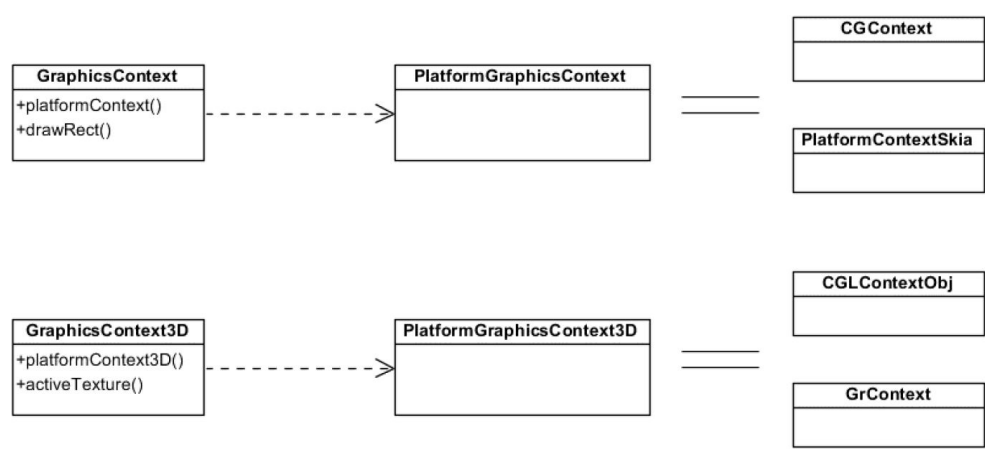 GraphicsContext
+platformContext()
+drawRect()
PlatformGraphicsContext
CGContext
PlatformContextSkia
GraphicsContext3D
+platformContext3D()
+activeTexture()
PlatformGraphicsContext3D
CGLContextObj
GrContext